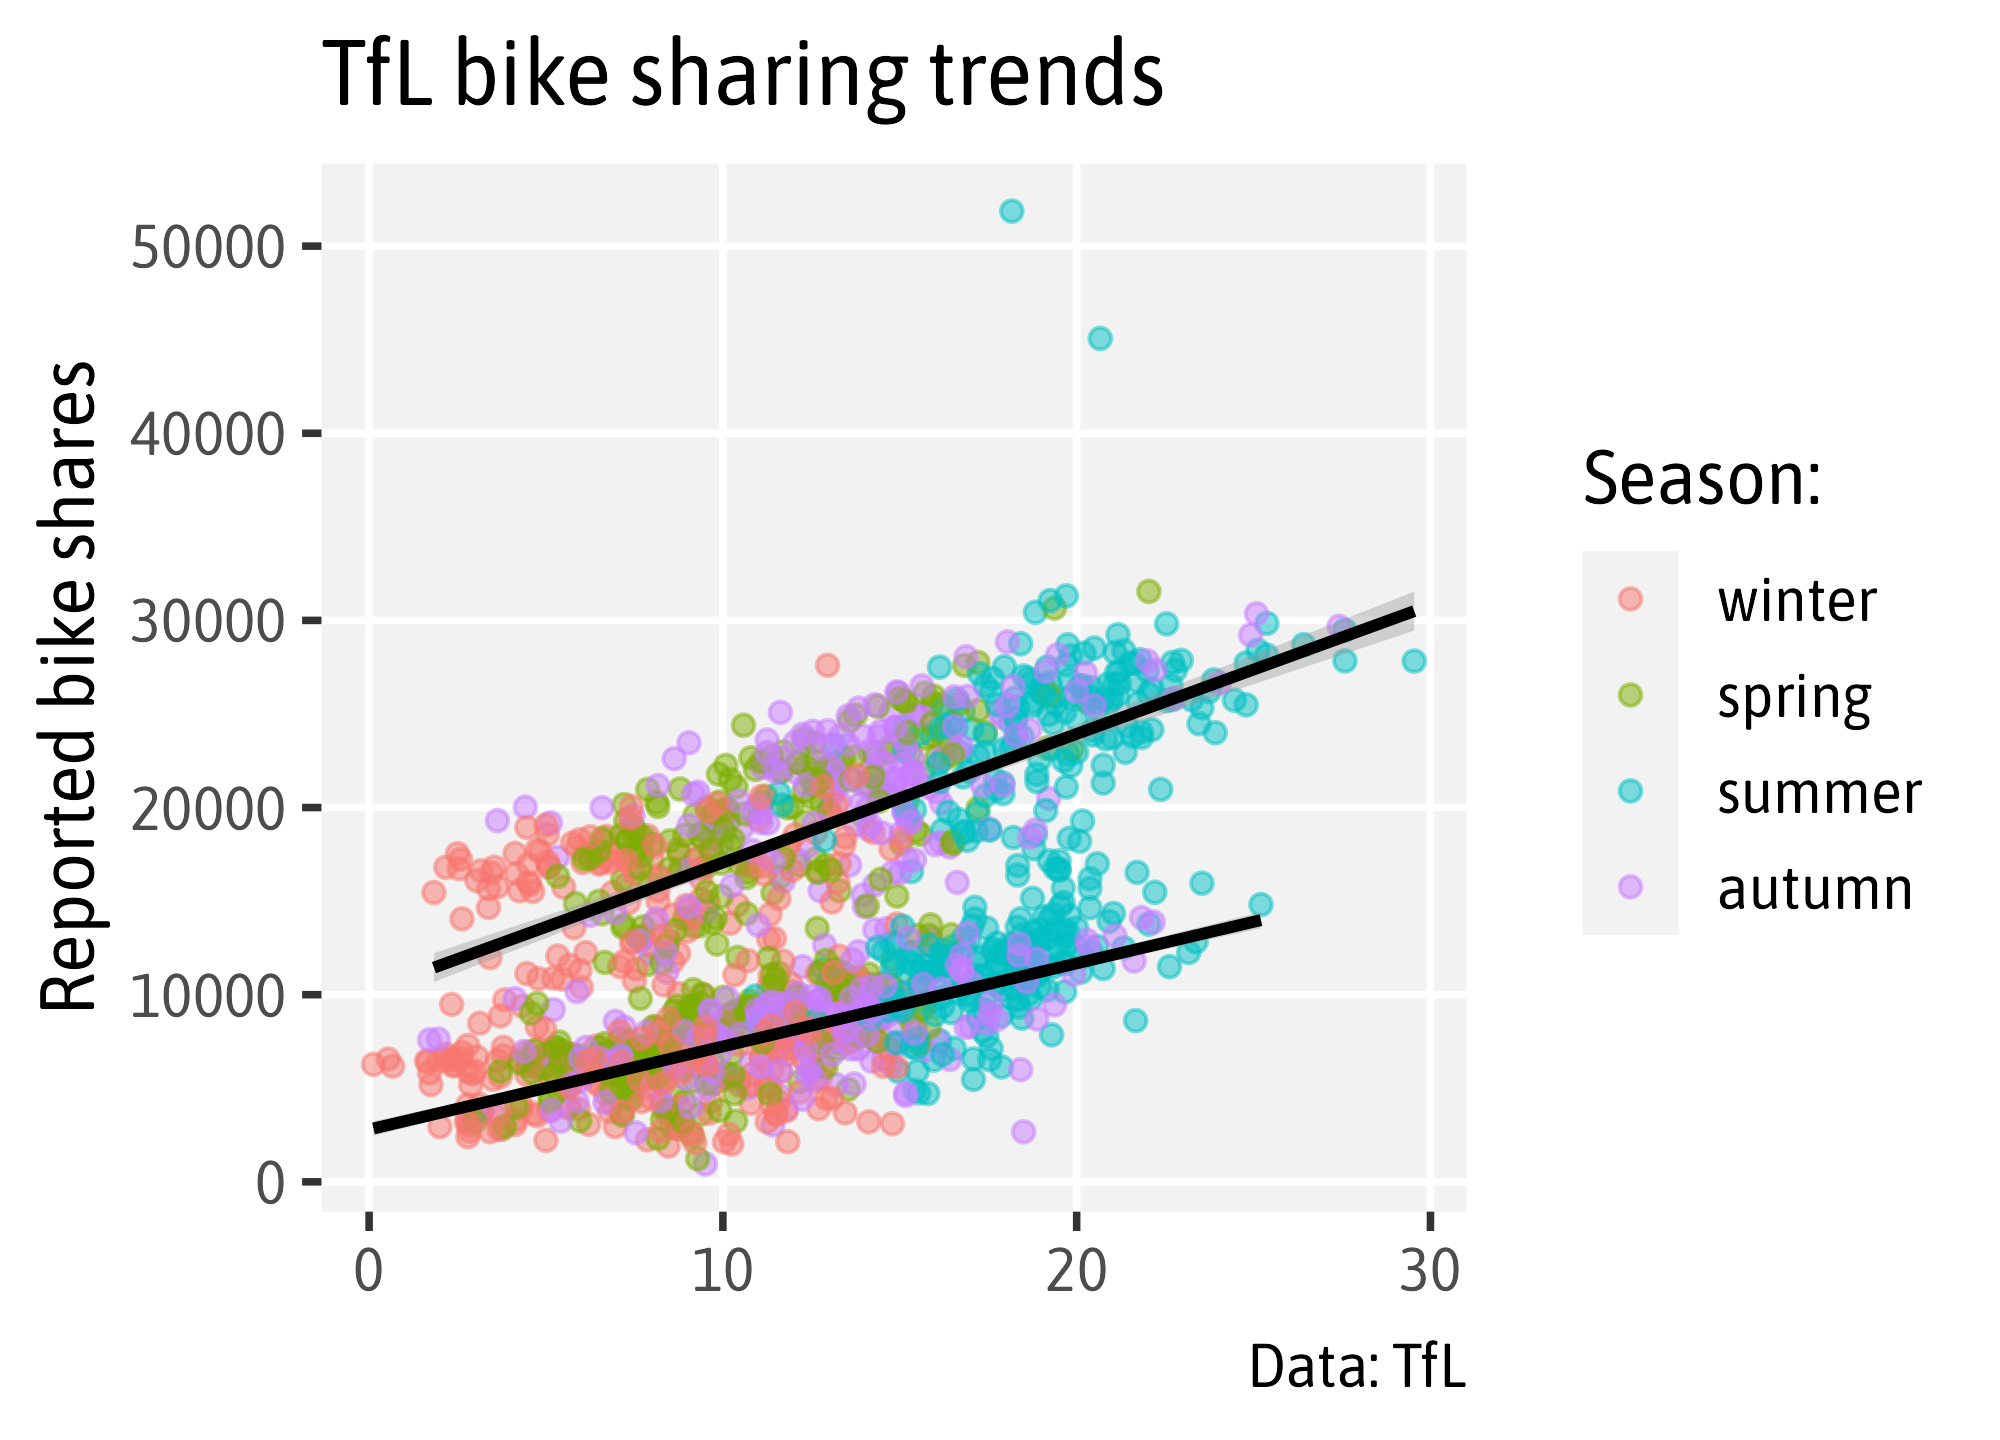 TfL bike sharing trends
Reported bike shares
50000
40000
30000
20000
10000
0
0 10 20 30
Season:
winter
spring
summer
autumn
Data: TfL